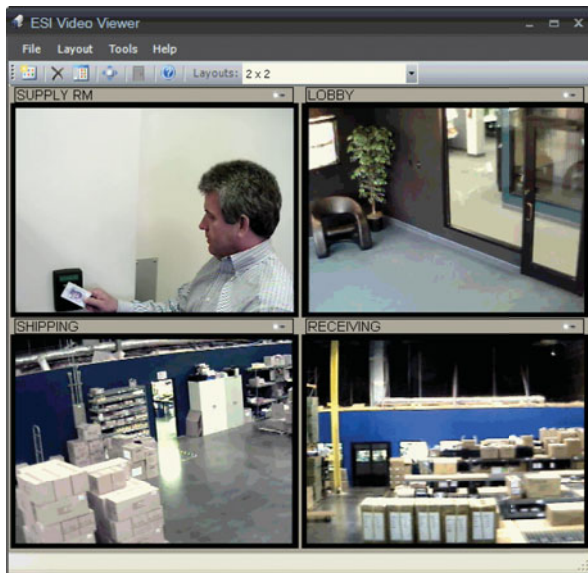 ESI Video Viewer
File Layout Tools Help
Layouts: 2 x 2
SUPPLY RM
LOBBY
SHIPPING
RECEIVING